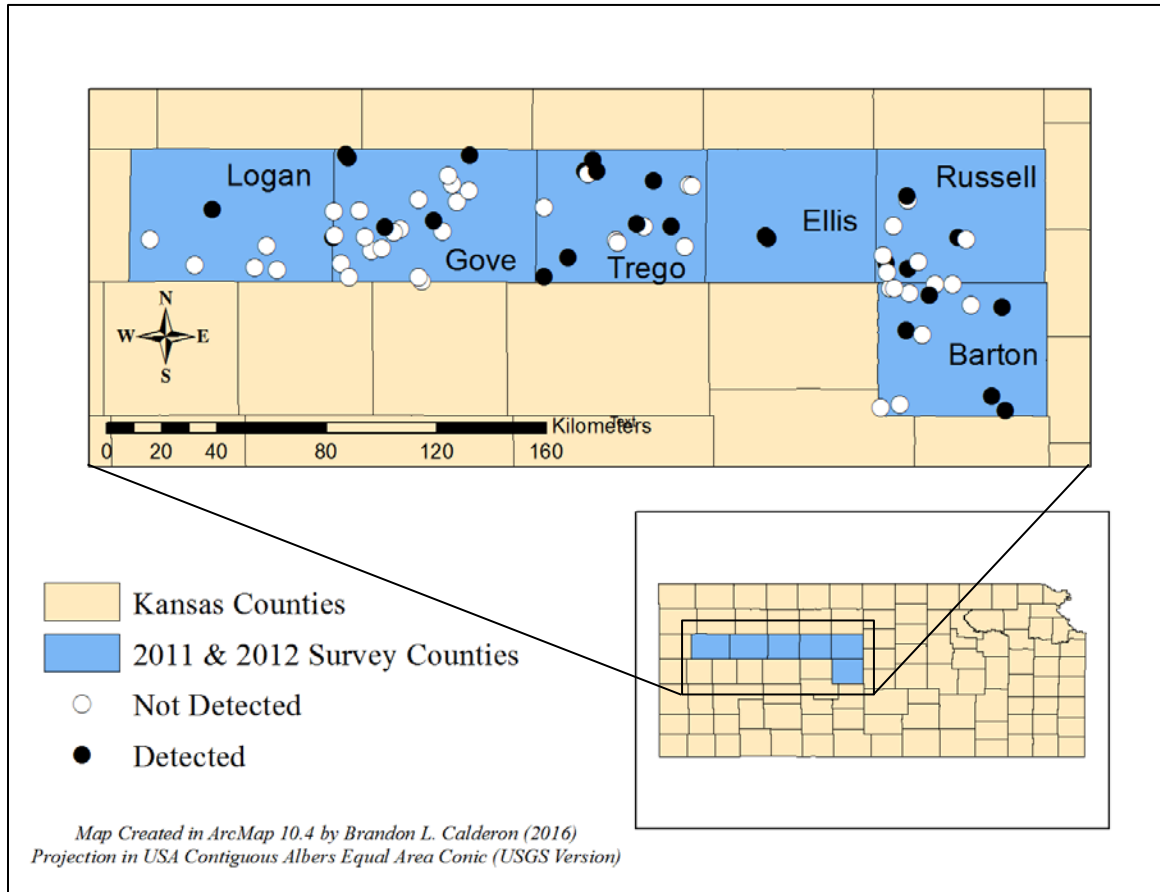 Logan
Gove
Trego
Ellis
Russell
Barton
N
W E
S
Text
Kilometers
0 20 40 80 120 160
Kansas Counties
2011 & 2012 Survey Counties
Not Detected
Detected
Map Created in ArcMap 10.4 by Brandon L. Calderon (2016)
Projection in USA Contiguous Albers Equal Area Conic (USGS Version)